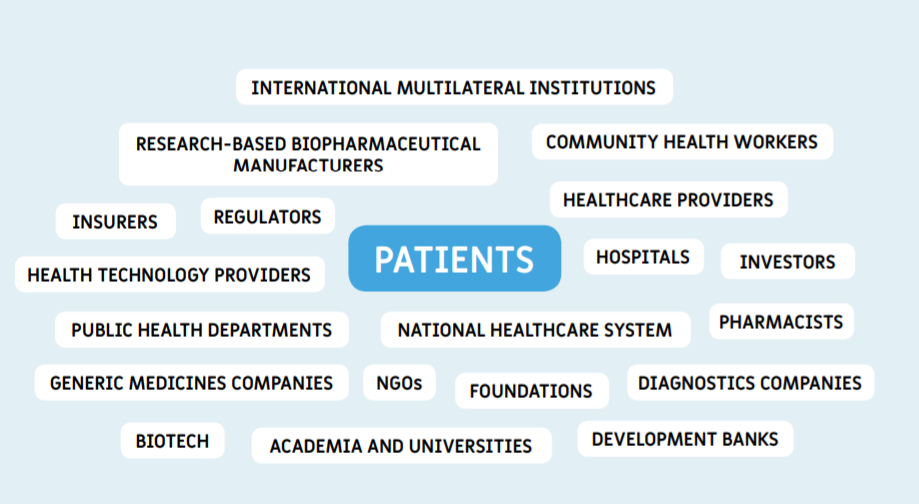 INTERNATIONAL MULTILATERAL INSTITUTIONS
RESEARCH-BASED BIOPHARMACEUTICAL
MANUFACTURERS
COMMUNITY HEALTH WORKERS
HEALTHCARE PROVIDERS
INSURERS
REGULATORS
PATIENTS
HOSPITALS
INVESTORS
HEALTH TECHNOLOGY PROVIDERS
PUBLIC HEALTH DEPARTMENTS
NATIONAL HEALTHCARE SYSTEM
PHARMACISTS
GENERIC MEDICINES COMPANIES
NGOs
FOUNDATIONS
DIAGNOSTICS COMPANIES
BIOTECH
ACADEMIA AND UNIVERSITIES
DEVELOPMENT BANKS